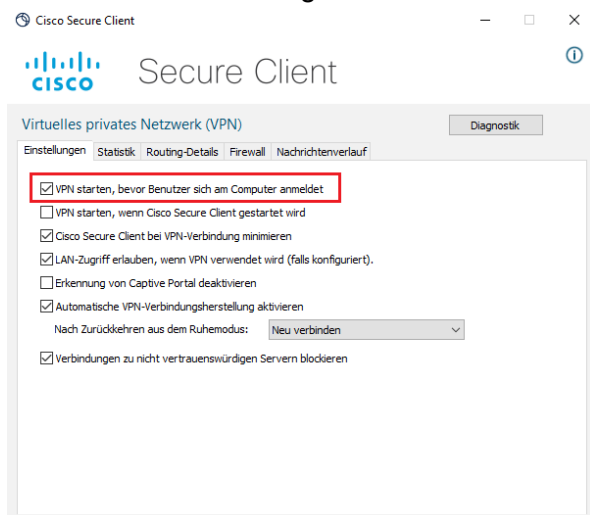 Cisco Secure Client
CISCO
Secure Client
Virtuelles privates Netzwerk (VPN)
Diagnostik
Einstellungen Statistik Routing-Details Firewall Nachrichtenverlauf
VPN starten, bevor Benutzer sich am Computer anmeldet
VPN starten, wenn Cisco Secure Client gestartet wird
Cisco Secure Client bei VPN-Verbindung minimieren
LAN-Zugriff erlauben, wenn VPN verwendet wird (falls konfiguriert).
Erkennung von Captive Portal deaktivieren
Automatische VPN-Verbindungsherstellung aktivieren
Nach Zurückkehren aus dem Ruhemodus: Neu verbinden
Verbindungen zu nicht vertrauenswürdigen Servern blockieren